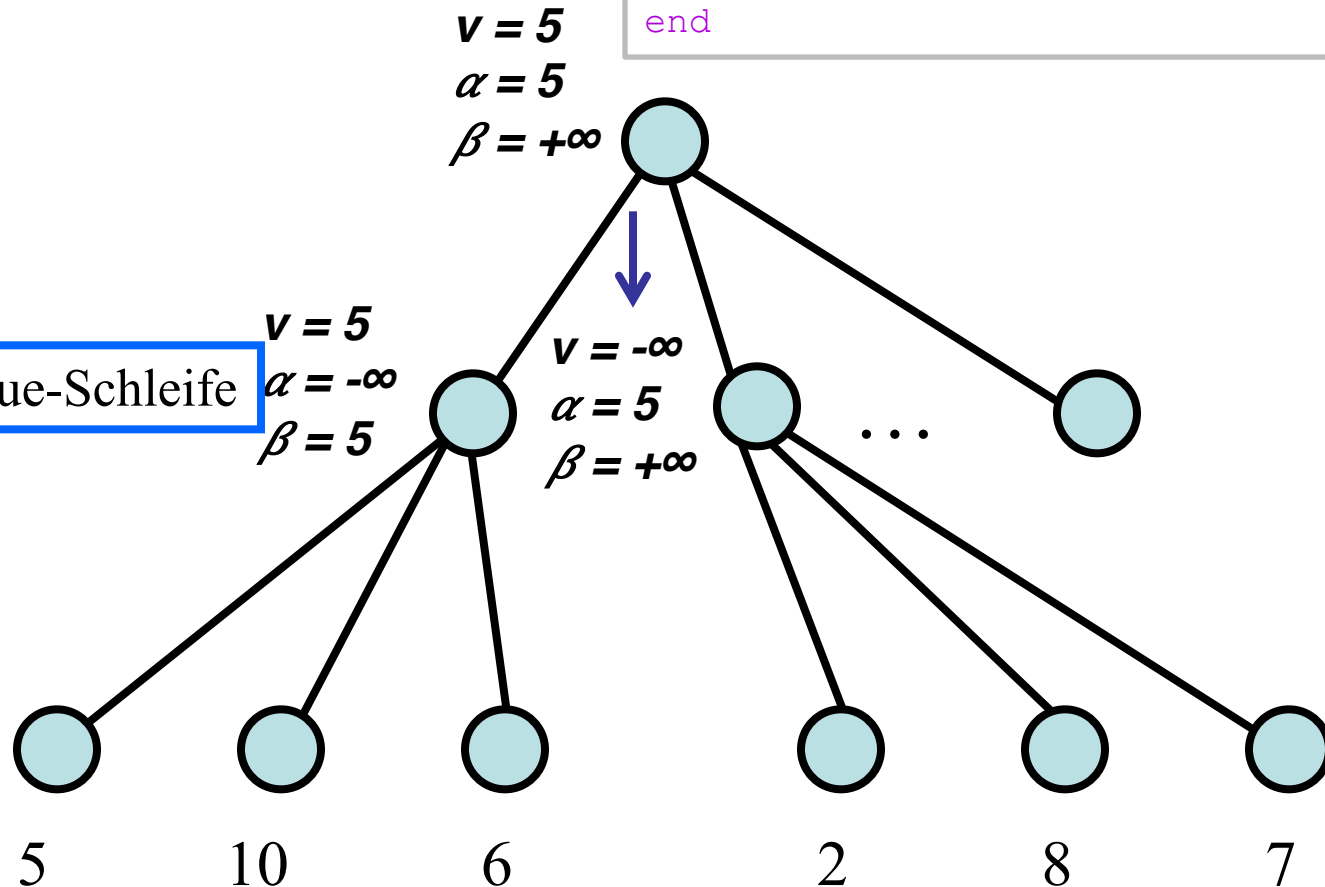 end
v = 5
α = 5
β = +∞
v = 5
α = -∞
β = 5
ue-Schleife
v = -∞
α = 5
β = +∞
...
5 10 6 2 8 7